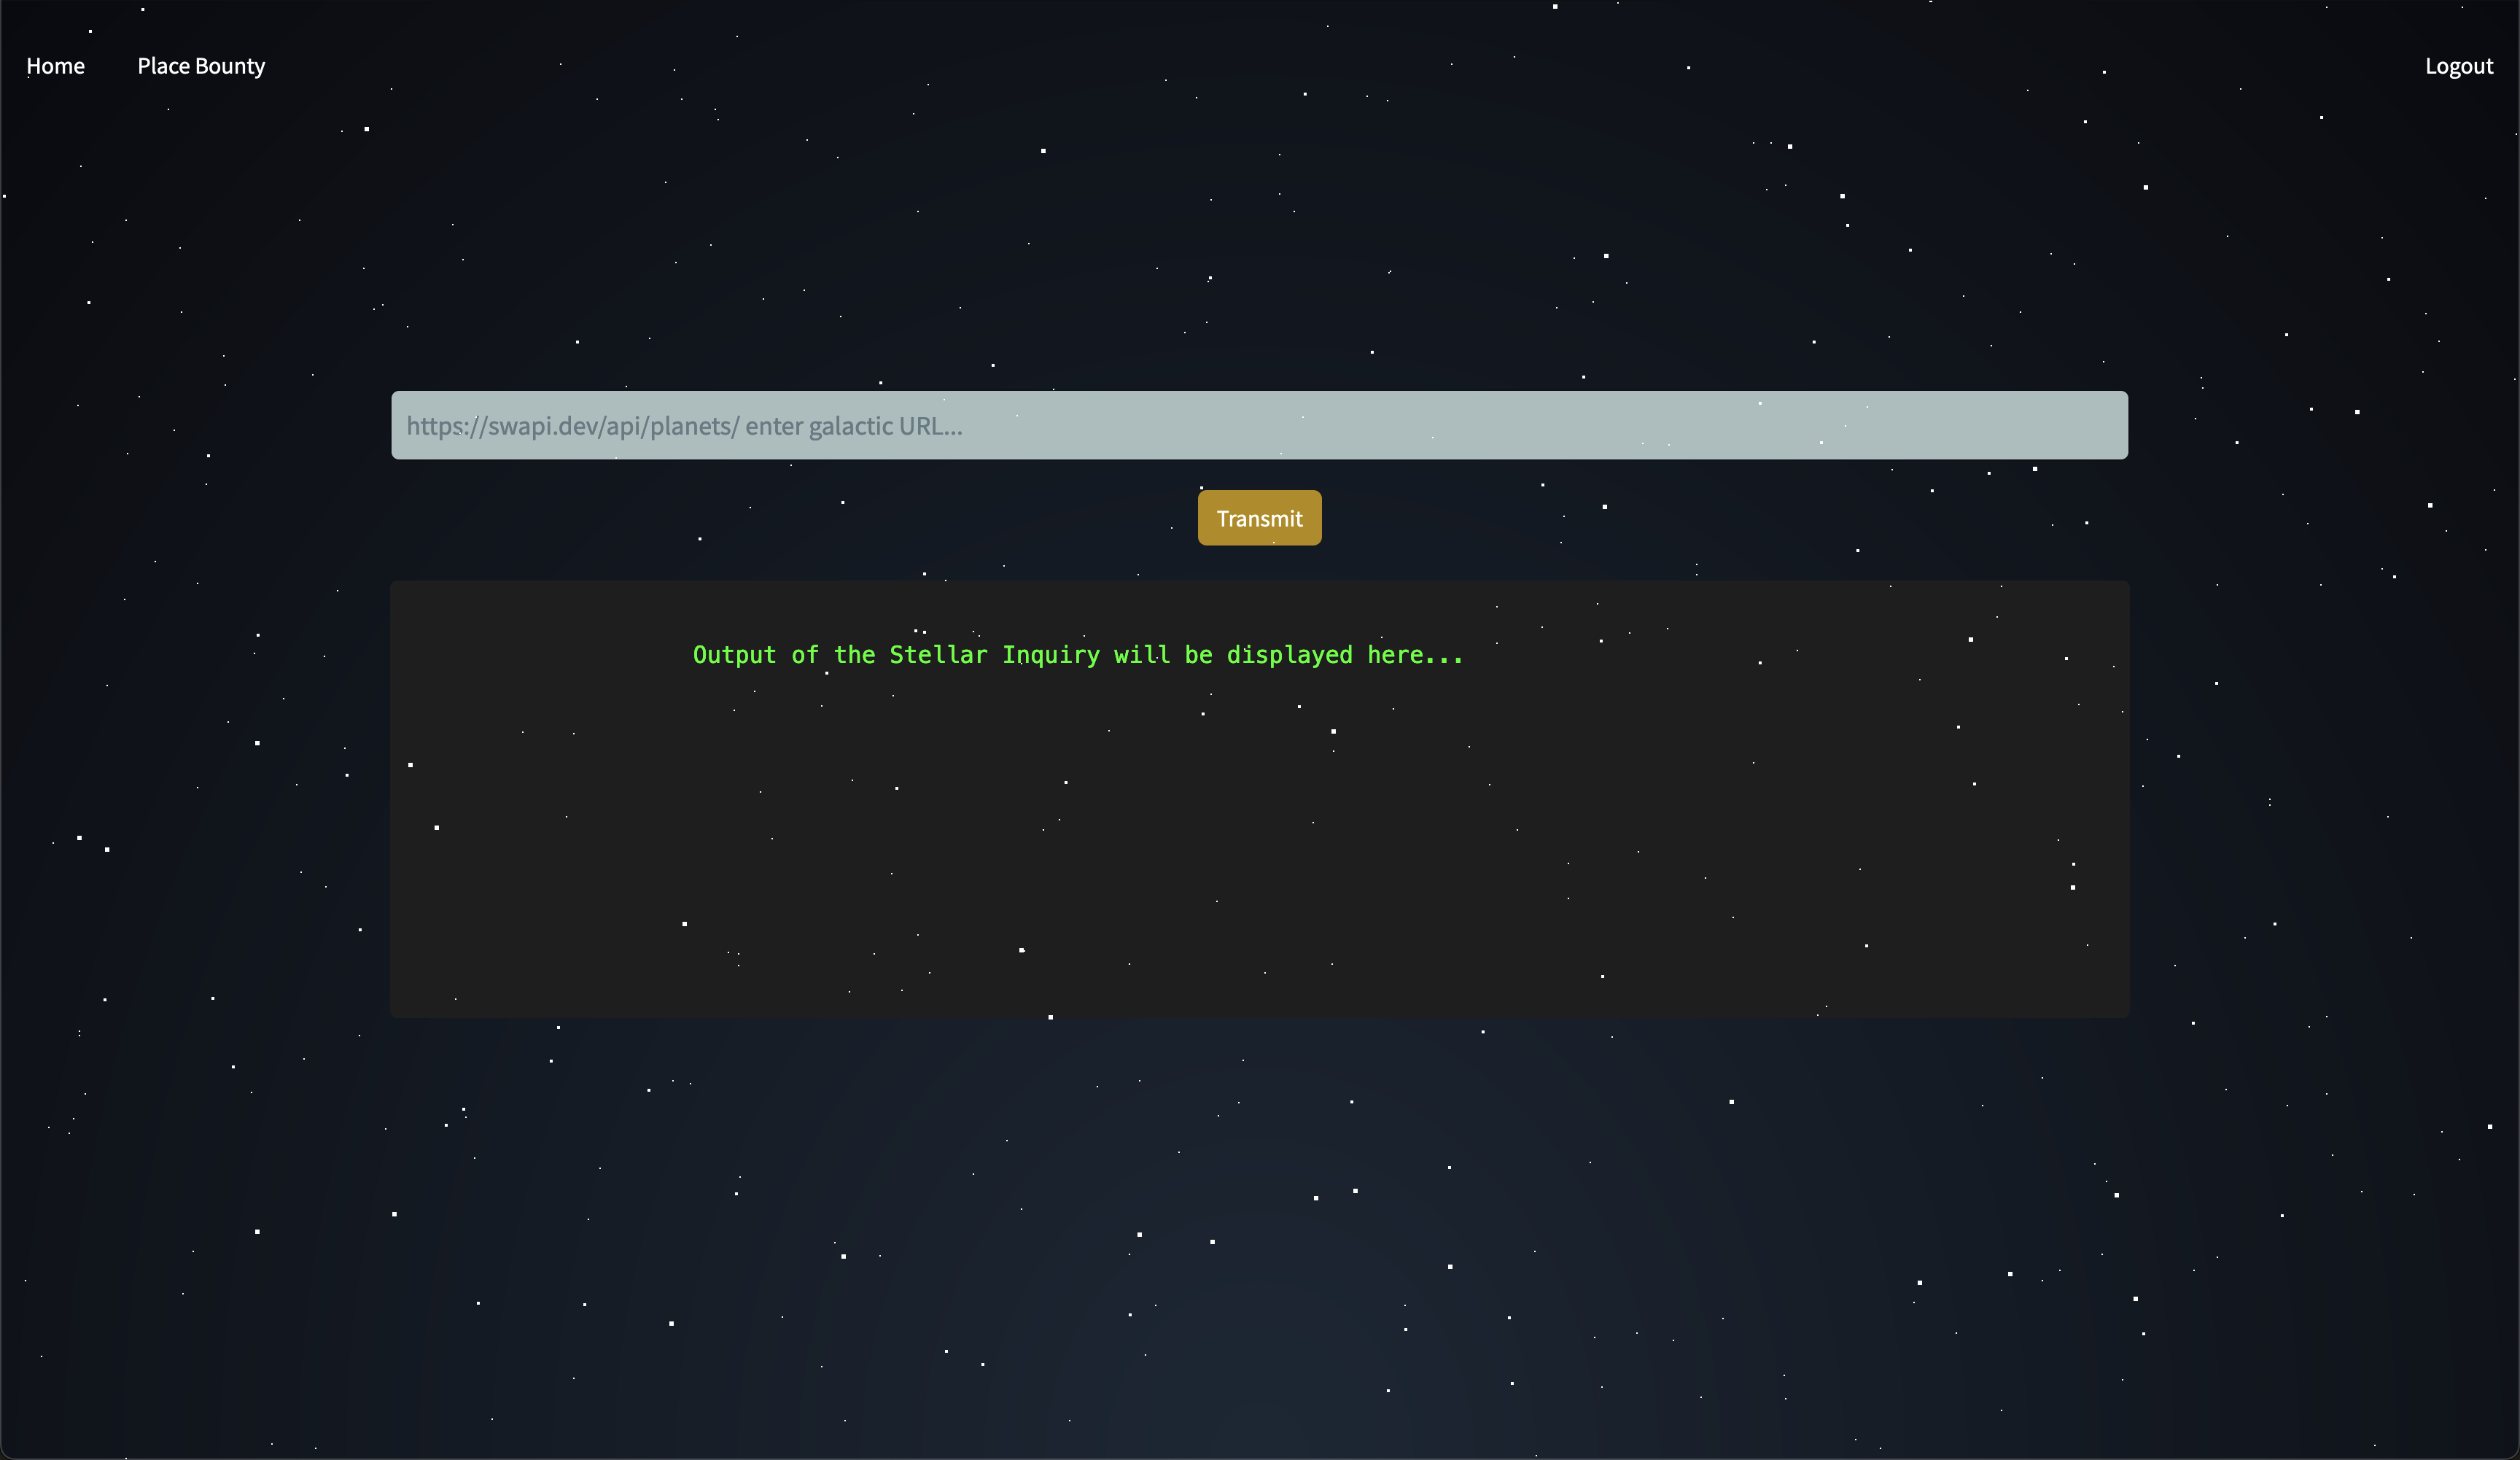 Home Place Bounty Logout
https://swapi.dev/api/planets/ enter galactic URL...
Transmit
Output of the Stellar Inquiry will be displayed here...